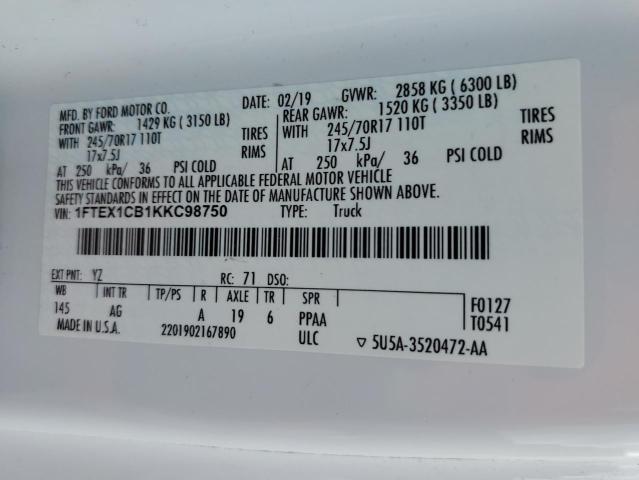 MFD. BY FORD MOTOR CO. DATE: 02/19 GVWR: 2858 KG ( 6300 LB)
FRONT GAWR: 1429 KG ( 3150 LB) REAR GAWR: 1520 KG ( 3350 LB)
WITH 245/70R17 110T TIRES WITH 245/70R17 110T TIRES
17x7.5J RIMS 17x7.5J RIMS
AT 250 kPa/ 36 PSI COLD AT 250 kPa/ 36 PSI COLD
THIS VEHICLE CONFORMS TO ALL APPLICABLE FEDERAL MOTOR VEHICLE
SAFETY STANDARDS IN EFFECT ON THE DATE OF MANUFACTURE SHOWN ABOVE.
VIN: 1FTEX1CB1KKC98750 TYPE: Truck
EXT PNT: YZ RC: 71 DSO:
WB INT TR TP/PS R AXLE TR SPR F0127
145 AG A 19 6 PPAA T0541
MADE IN U.S.A. 2201902167890 ULC ▽ 5U5A-3520472-AA